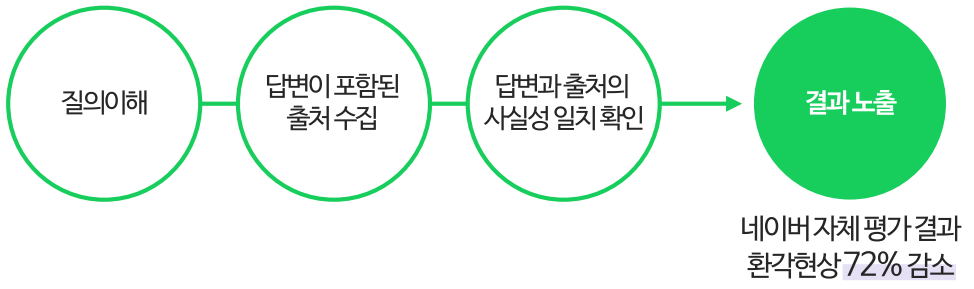 질의이해
답변이 포함된
출처 수집
답변과 출처의
사실성 일치 확인
결과 노출
네이버 자체 평가 결과
환각현상 72% 감소